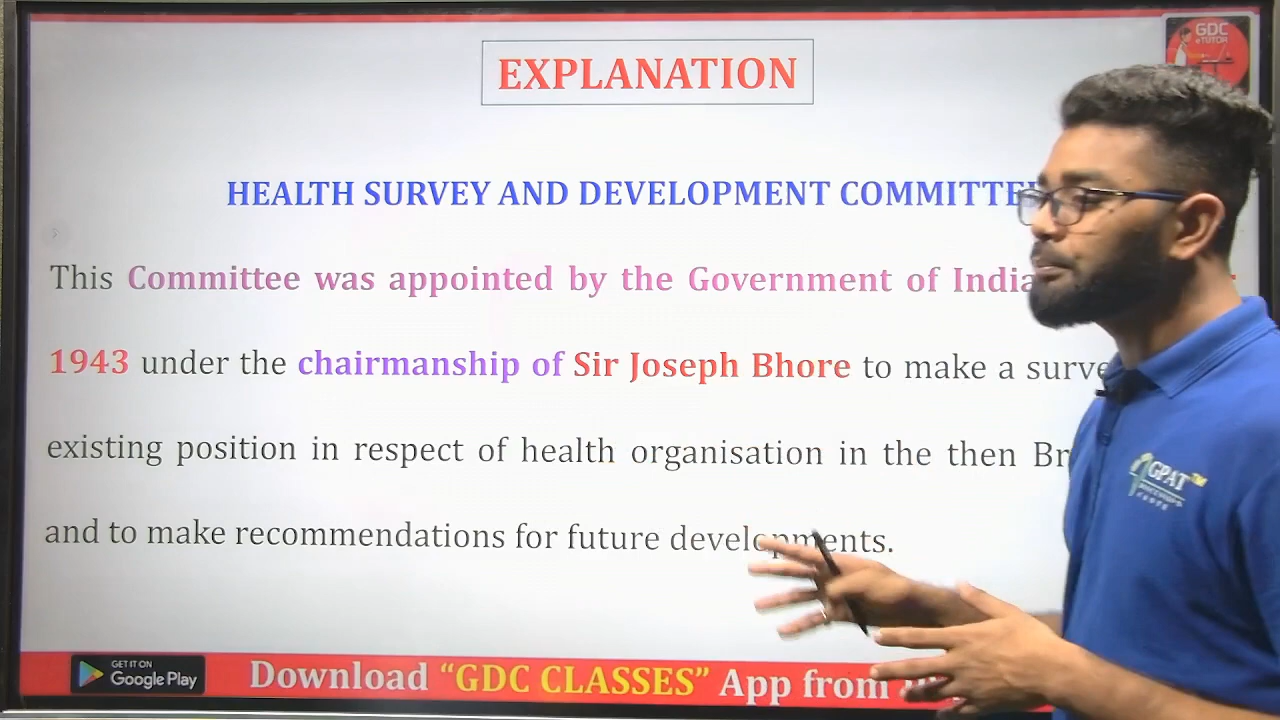 GDC
eTUTOR
EXPLANATION
HEALTH SURVEY AND DEVELOPMENT COMMITTE
This Committee was appointed by the Government of India
1943 under the chairmanship of Sir Joseph Bhore to make a surve
existing position in respect of health organisation in the then Br
and to make recommendations for future developments.
GPAT
TM
GET IT ON
Google Play
Download "GDC CLASSES" App from